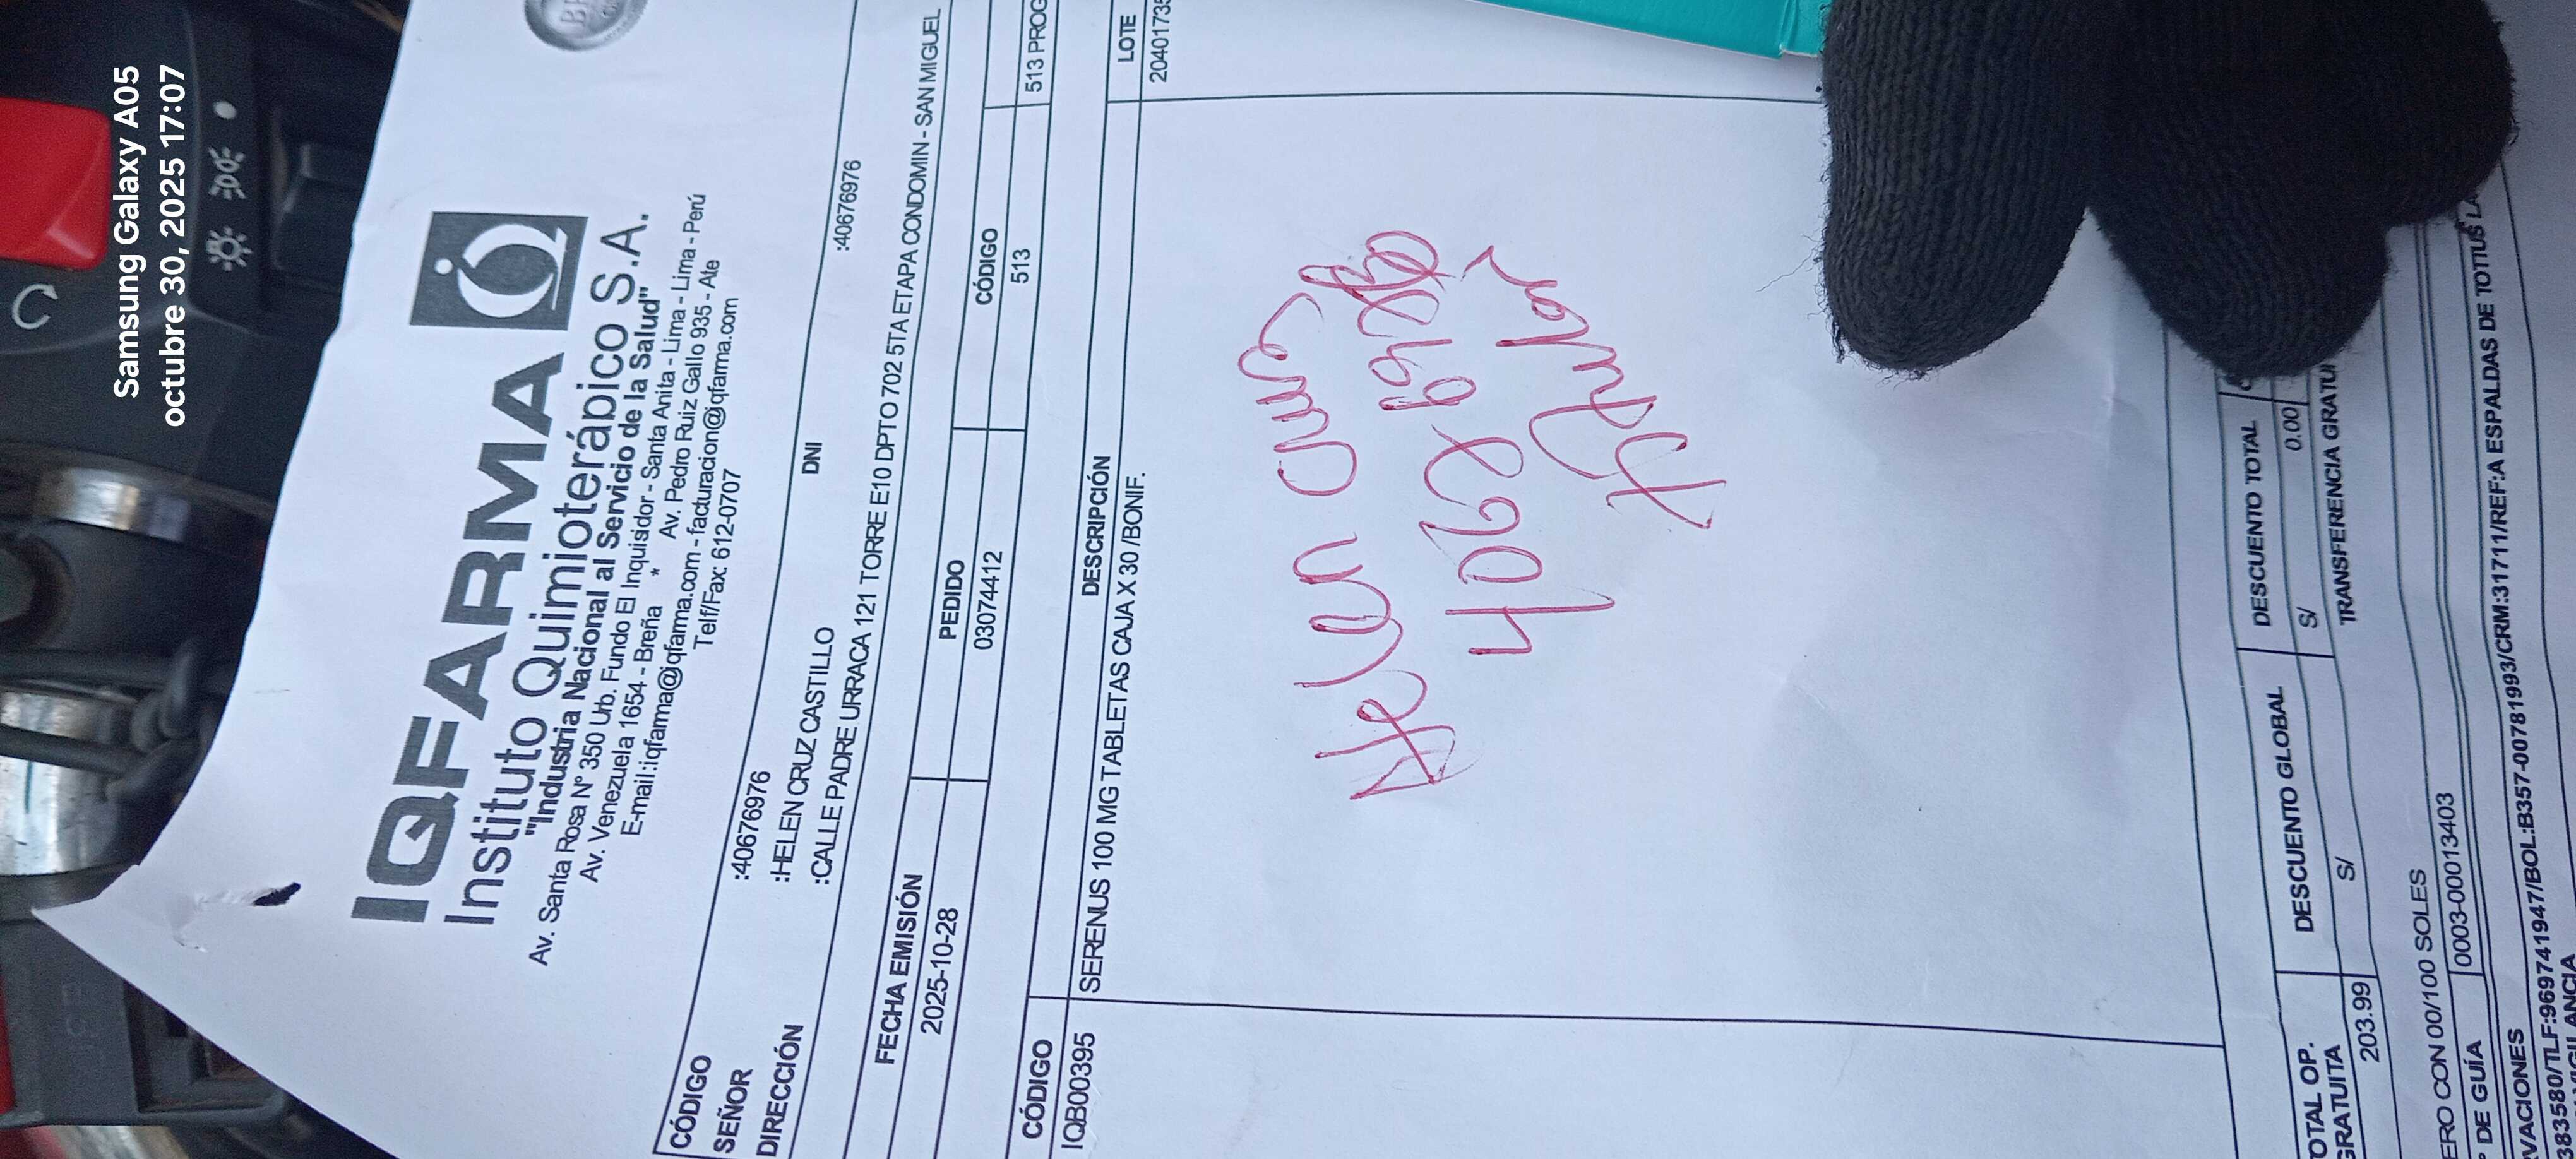 Samsung Galaxy A05
octubre 30, 2025 17:07
IQFARMA
Instituto Quimioterápico S.A.
"Industria Nacional al Servicio de la Salud"
Av. Santa Rosa N° 350 Urb. Fundo El Inquisidor - Santa Anita - Lima - Lima - Perú
Av. Venezuela 1654 - Breña * Av. Pedro Ruiz Gallo 935 - Ate
E-mail:iqfarma@iqfarma.com - facturacion@iqfarma.com
Telf/Fax: 612-0707
CÓDIGO :40676976 DNI :40676976
SEÑOR :HELEN CRUZ CASTILLO
DIRECCIÓN :CALLE PADRE URRACA 121 TORRE E10 DPTO 702 5TA ETAPA CONDOMIN - SAN MIGUEL
FECHA EMISIÓN PEDIDO CÓDIGO
2025-10-28 03074412 513 513 PROG
CÓDIGO DESCRIPCIÓN LOTE
IQB00395 SERENUS 100 MG TABLETAS CAJA X 30 /BONIF. 20401735
Helen Cruz
Titular
TOTAL OP. GRATUITA DESCUENTO GLOBAL DESCUENTO TOTAL
203.99 S/ S/ 0.00
TRANSFERENCIA GRATUI
ERO CON 00/100 SOLES
DE GUÍA 0003-00013403
VACIONES
3835580/TLF:969741947/BOL:B357-00781993/CRM:31711/REF:A ESPALDAS DE TOTTUS LA